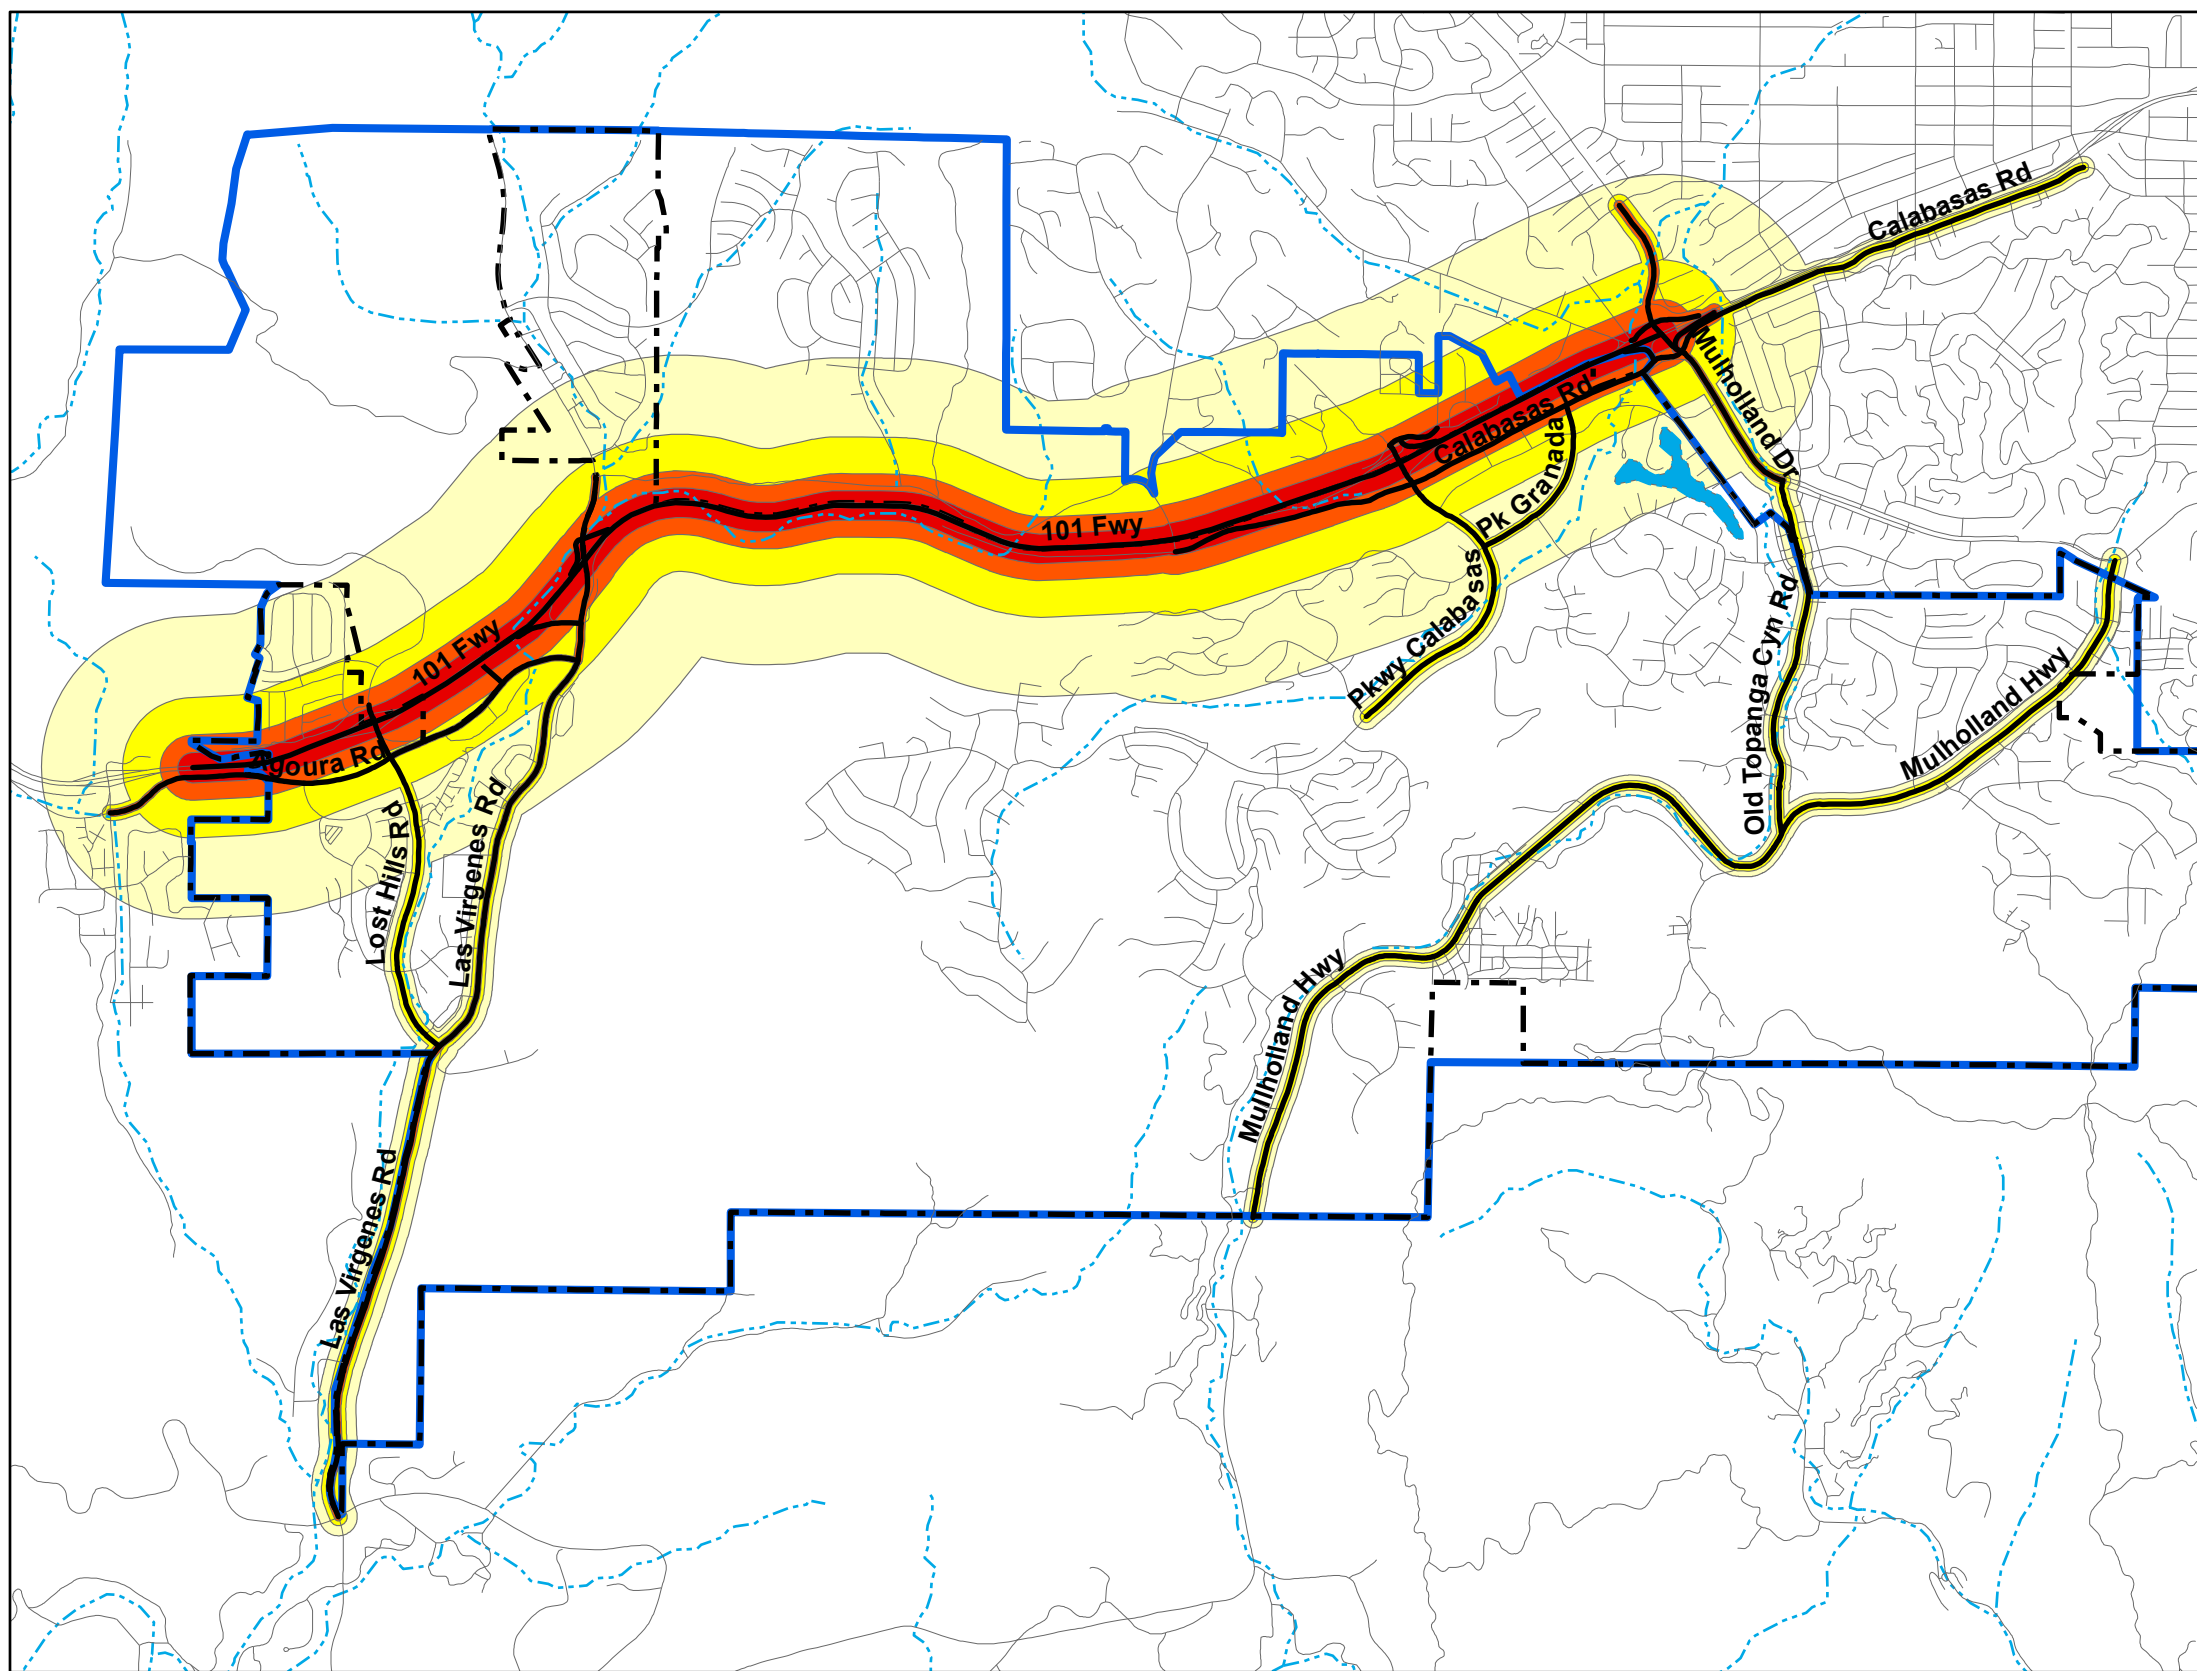 Calabasas Rd
Mulholland Dr
Calabasas Rd
Pk Granada
101 Fwy
Pkwy Calabasas
101 Fwy
Old Topanga Cyn Rd
Mulholland Hwy
Agoura Rd
Lost Hills Rd
Las Virgenes Rd
Mullholland Hwy
Las Virgenes Rd